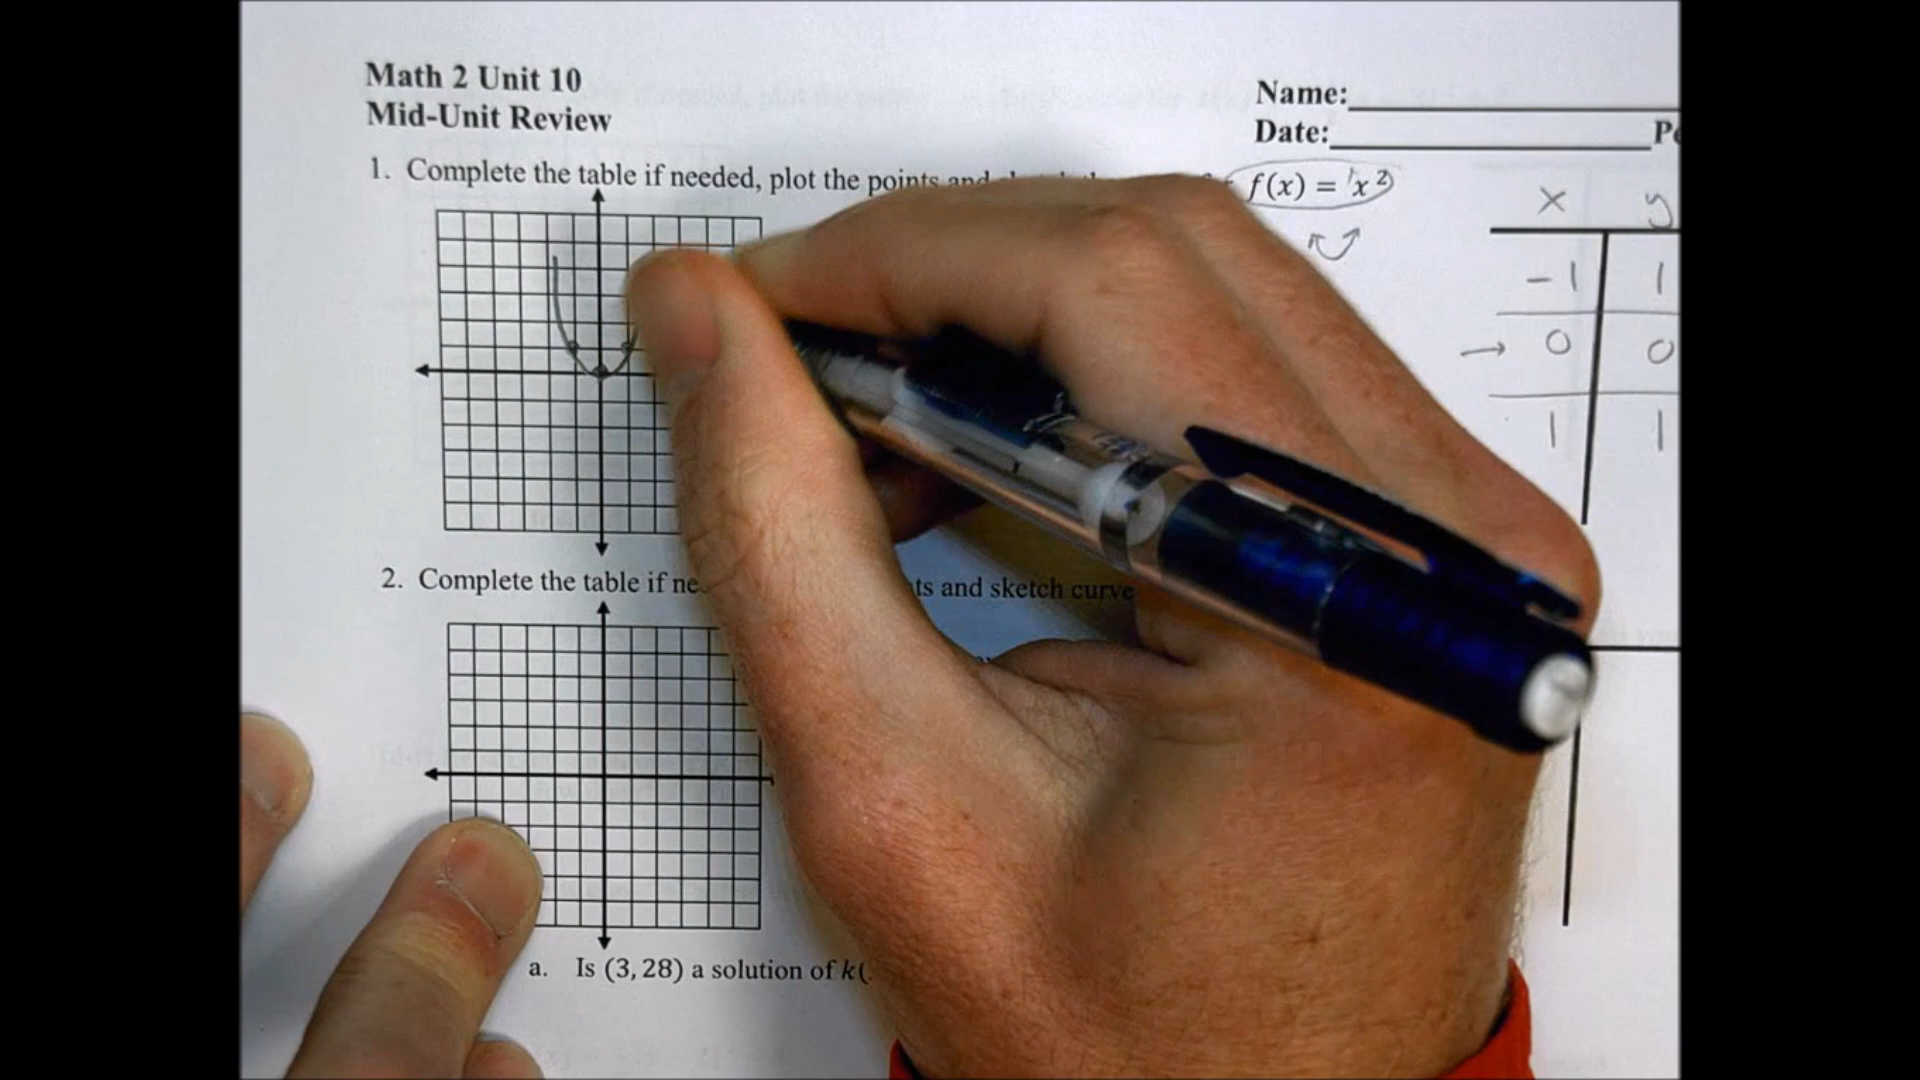 Math 2 Unit 10
Mid-Unit Review
Name:
Date:
1. Complete the table if needed, plot the points and
f(x) = x²
x y
-1 1
→ 0 0
1 1
2. Complete the table if and sketch curve
a. Is (3, 28) a solution of k(